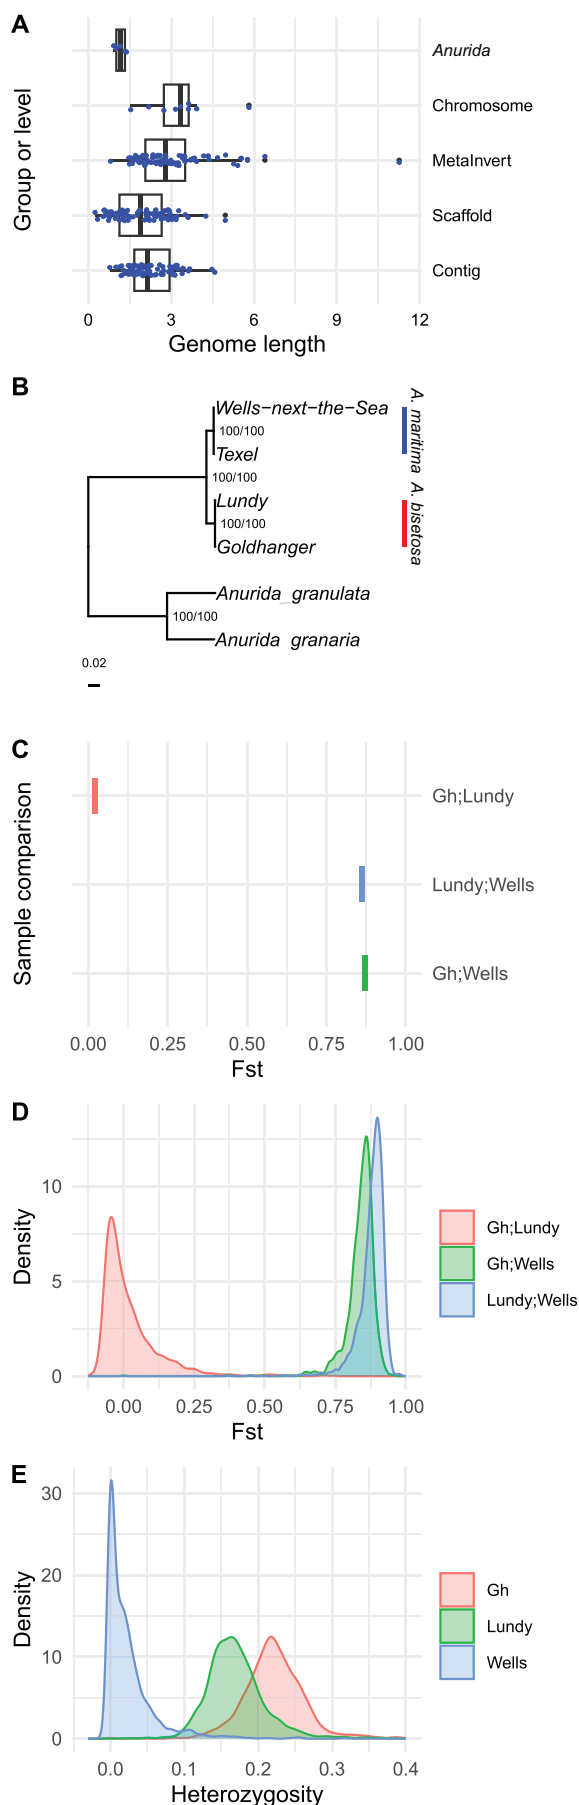 A
Group or level
Anurida
Chromosome
MetaInvert
Scaffold
Contig
0 3 6 9 12
Genome length
B
Wells-next-the-Sea
100/100
Texel
100/100
Lundy
100/100
Goldhanger
Anurida_granulata
100/100
Anurida granaria
A. maritima
A. bisetosa
0.02
C
Sample comparison
Gh;Lundy
Lundy;Wells
Gh;Wells
0.00 0.25 0.50 0.75 1.00
Fst
D
Density
10
5
0
0.00 0.25 0.50 0.75 1.00
Fst
Gh;Lundy
Gh;Wells
Lundy;Wells
E
Density
30
20
10
0
0.0 0.1 0.2 0.3 0.4
Heterozygosity
Gh
Lundy
Wells